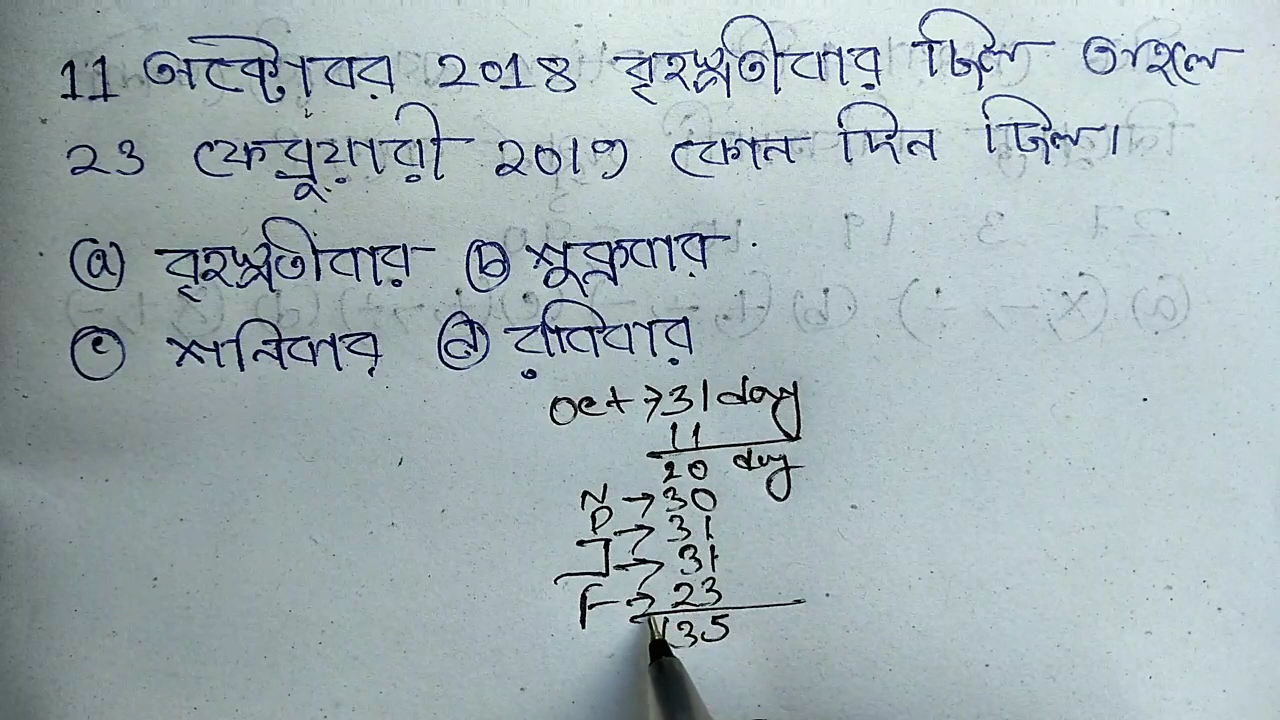 11 অক্টোবর 2018 বৃহস্পতীবার ছিল তাহলে
23 ফেব্রুয়ারী 2019 কোন দিন ছিল।
(a) বৃহস্পতীবার (b) শুক্রবার
(c) শনিবার (d) রবিবার
Oct → 31 day
11
20 day
N → 30
D → 31
J → 31
F → 23
135